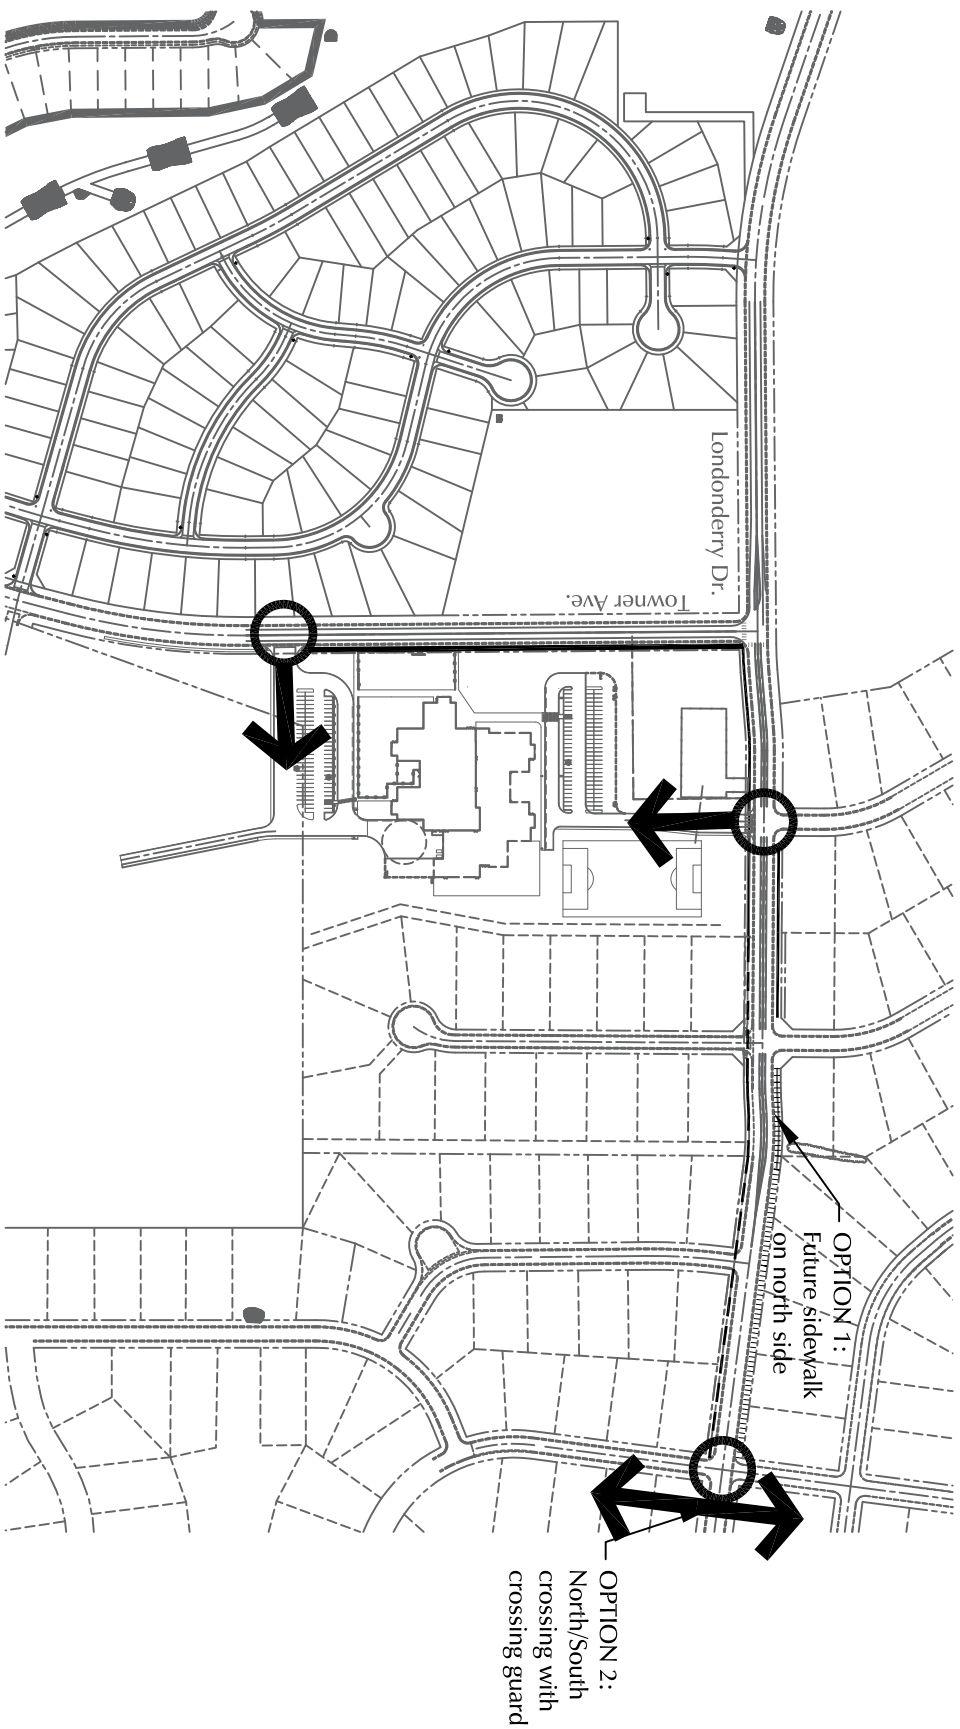 Londonderry Dr.
Towner Ave.
OPTION 1:
Future sidewalk
on north side
OPTION 2:
North/South
crossing with
crossing guard